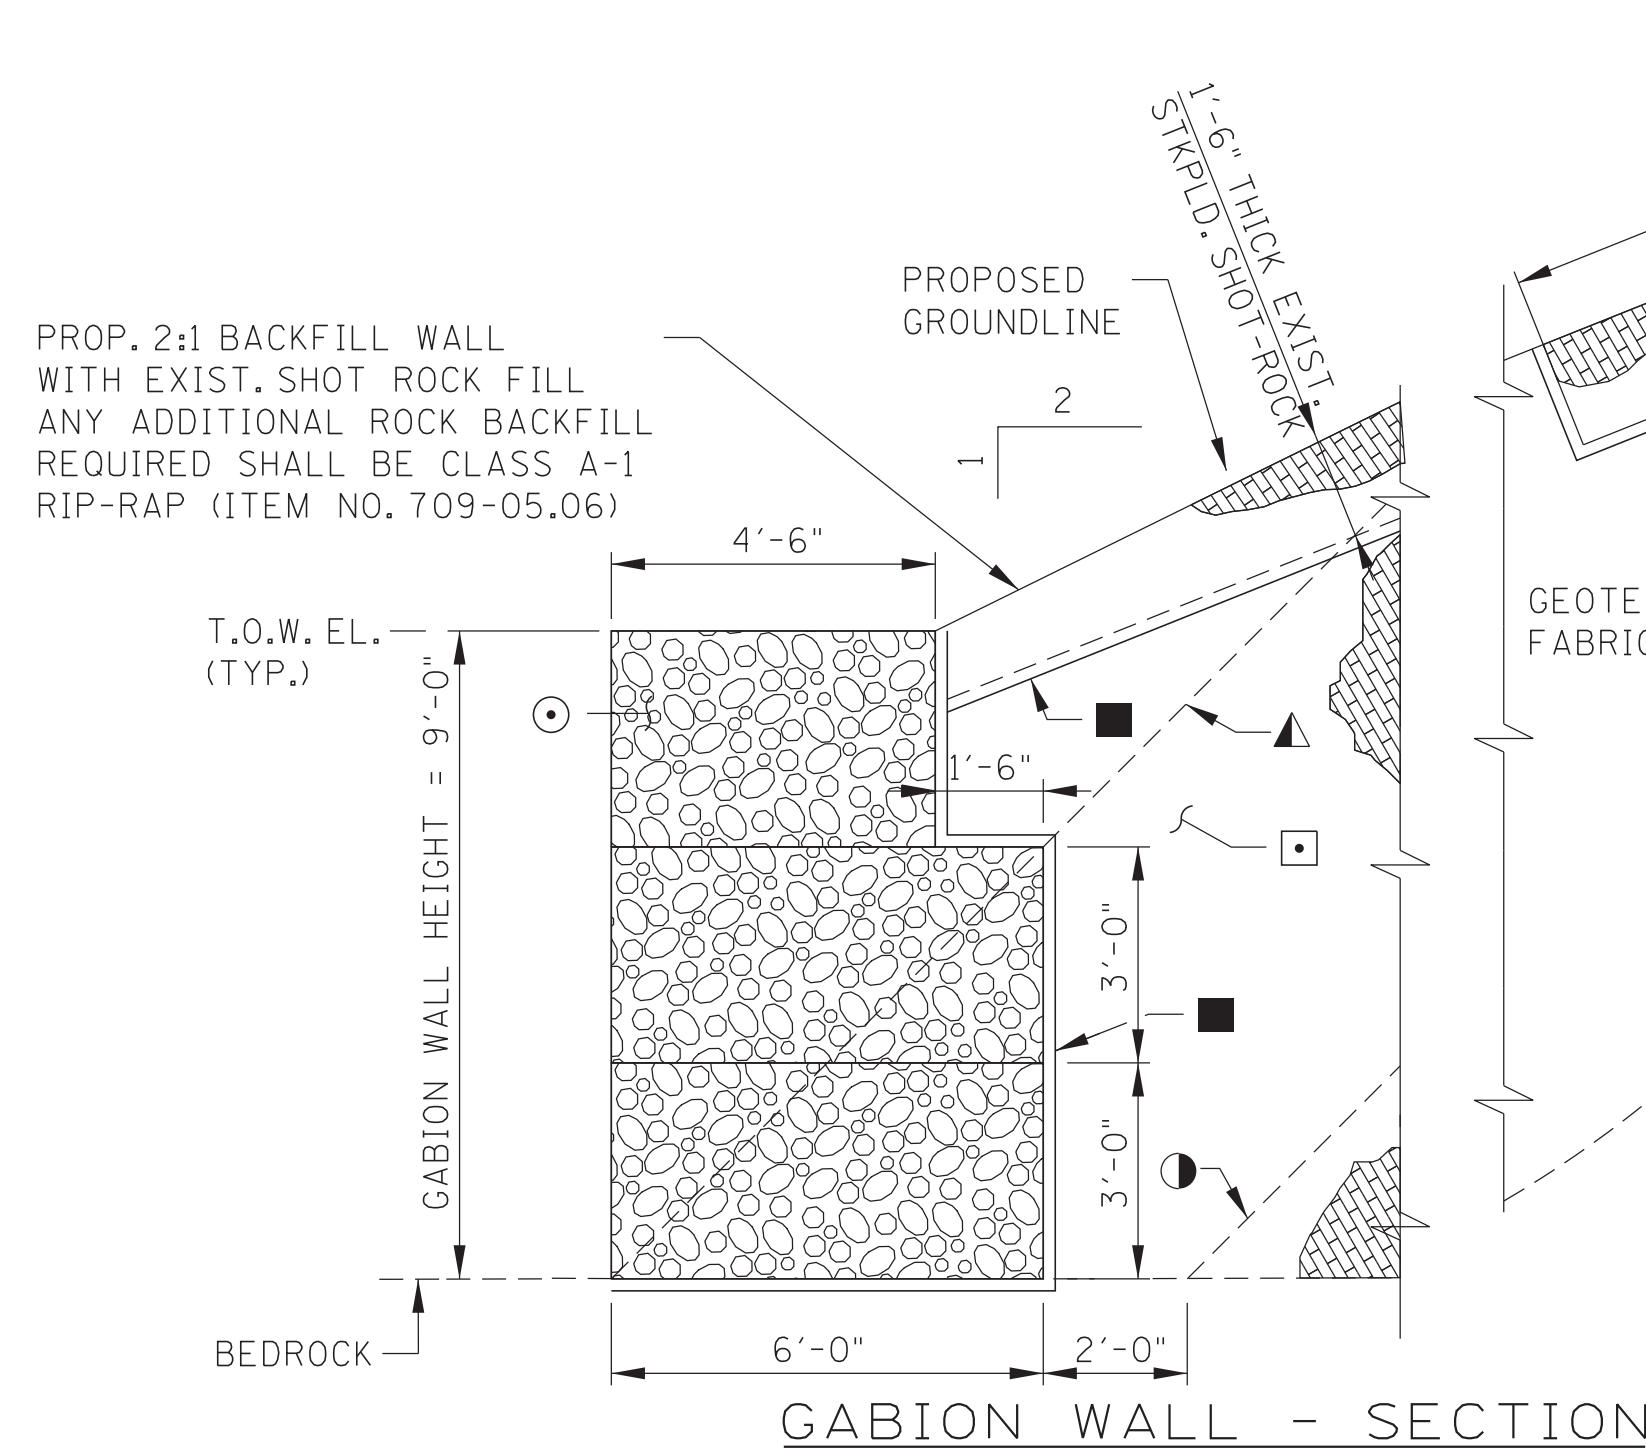 1'-6" THICK EXIST.
STKPLD. SHOT-ROCK
PROPOSED
GROUNDLINE
PROP. 2:1 BACKFILL WALL
WITH EXIST. SHOT ROCK FILL
ANY ADDITIONAL ROCK BACKFILL
REQUIRED SHALL BE CLASS A-1
RIP-RAP (ITEM NO. 709-05.06)
2
1
4'-6"
T.O.W. EL.
(TYP.)
GEOTE
FABRIC
GABION WALL HEIGHT = 9'-0"
1'-6"
3'-0"
3'-0"
BEDROCK
6'-0"
2'-0"
GABION WALL - SECTION